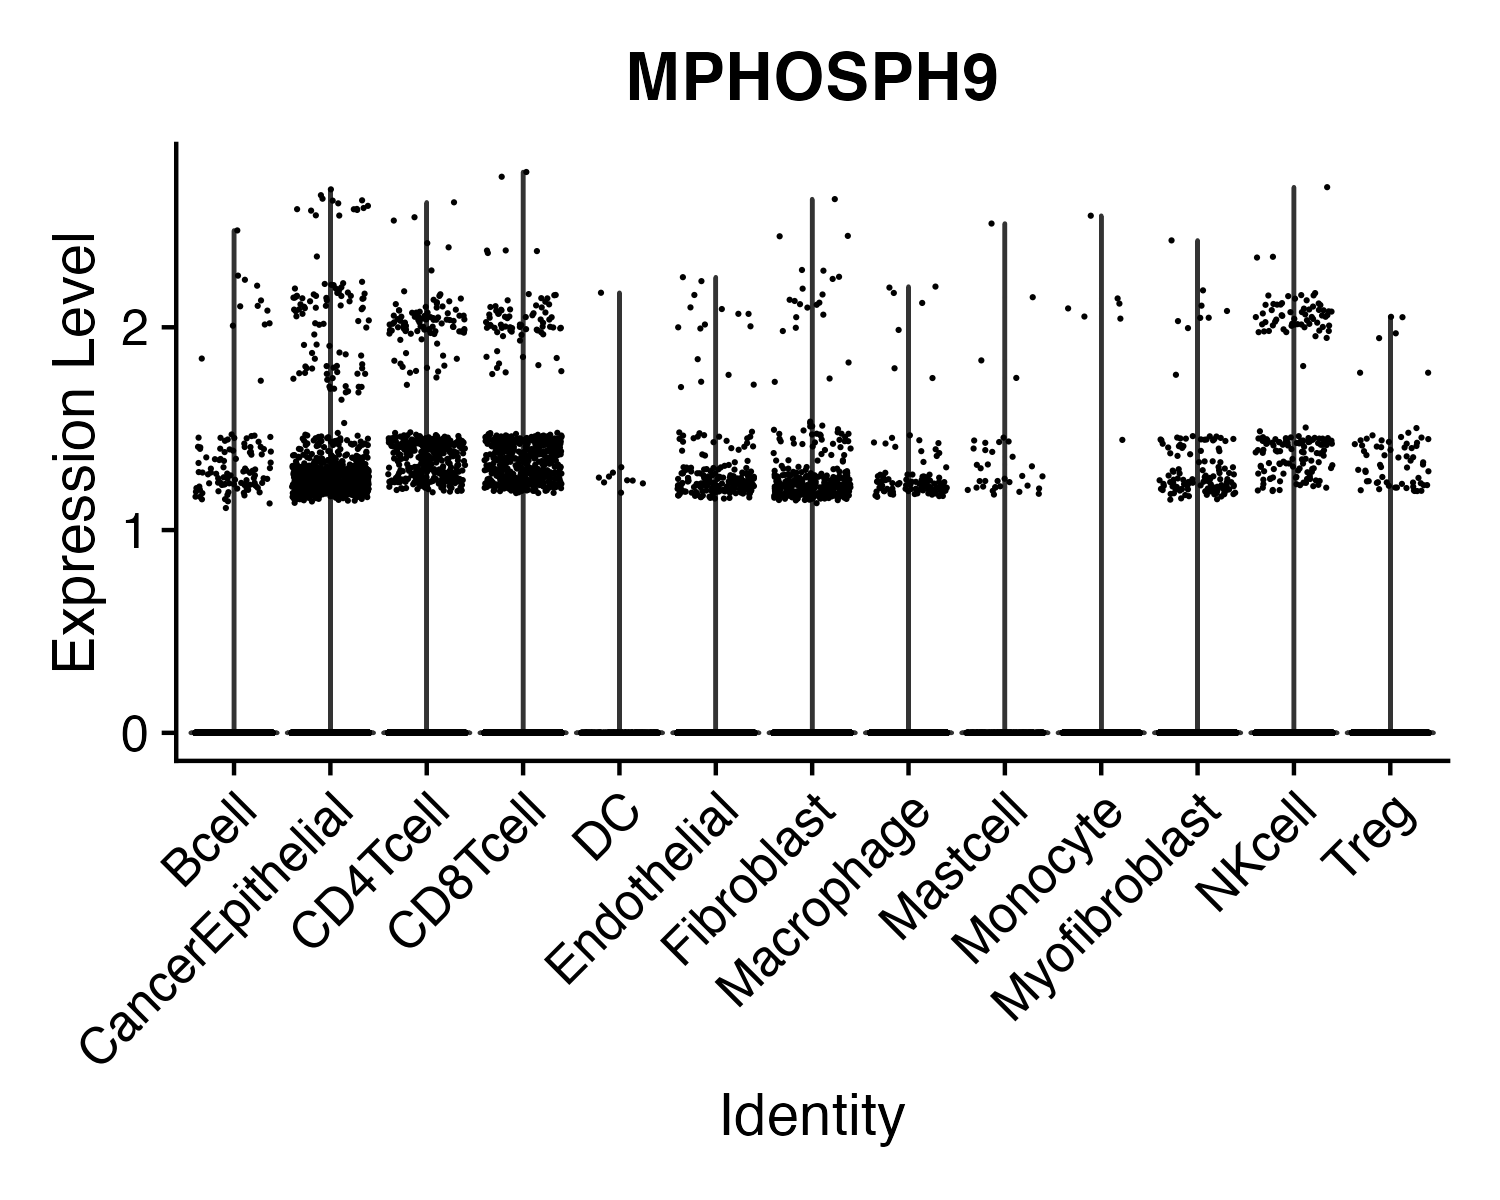 MPHOSPH9
Expression Level
2
1
0
Bcell
CancerEpithelial
CD4Tcell
CD8Tcell
DC
Endothelial
Fibroblast
Macrophage
Mastcell
Monocyte
Myofibroblast
NKcell
Treg
Identity